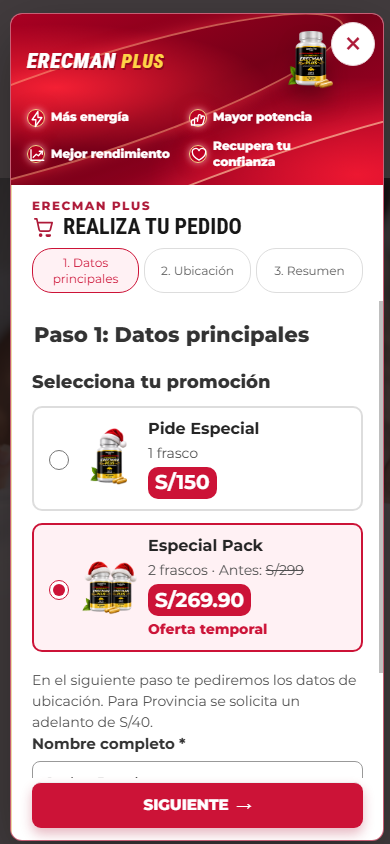 ERECMAN PLUS
Más energía
Mayor potencia
Mejor rendimiento
Recupera tu
confianza
ERECMAN PLUS
REALIZA TU PEDIDO
1. Datos
principales
2. Ubicación
3. Resumen
Paso 1: Datos principales
Selecciona tu promoción
Pide Especial
1 frasco
S/150
Especial Pack
2 frascos · Antes: S/299
S/269.90
Oferta temporal
En el siguiente paso te pediremos los datos de
ubicación. Para Provincia se solicita un
adelanto de S/40.
Nombre completo *
SIGUIENTE →